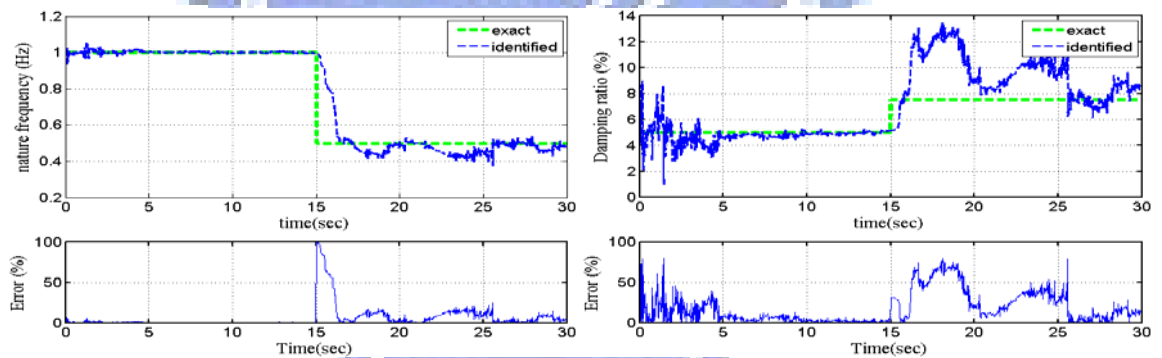 nature frequency (Hz)
1.2
1
0.8
0.6
0.4
0.2
exact
identified
0 5 10 15 20 25 30
time(sec)
Damping ratio (%)
14
12
10
8
6
4
2
0
exact
identified
0 5 10 15 20 25 30
time(sec)
Error (%)
100
50
0
0 5 10 15 20 25 30
Time(sec)
Error (%)
100
50
0
0 5 10 15 20 25 30
Time(sec)